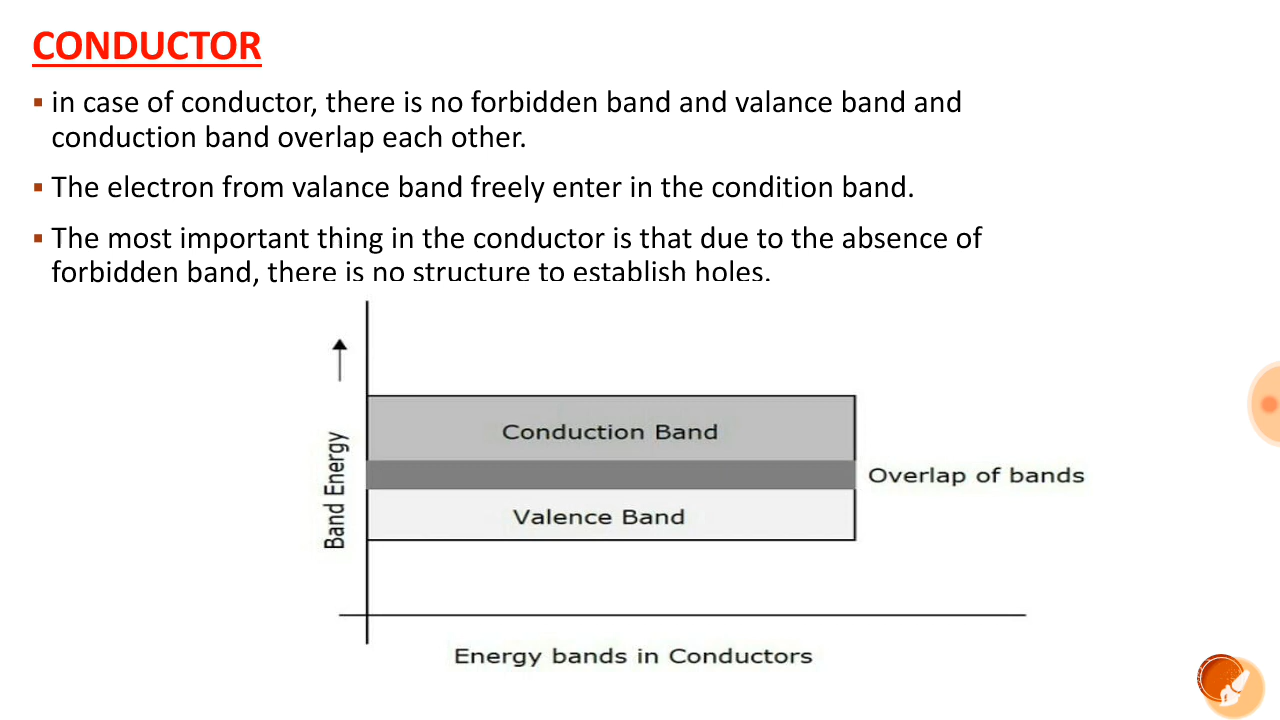 CONDUCTOR
▪ in case of conductor, there is no forbidden band and valance band and
conduction band overlap each other.
▪ The electron from valance band freely enter in the condition band.
▪ The most important thing in the conductor is that due to the absence of
forbidden band, there is no structure to establish holes.
Band Energy
Conduction Band
Overlap of bands
Valence Band
Energy bands in Conductors